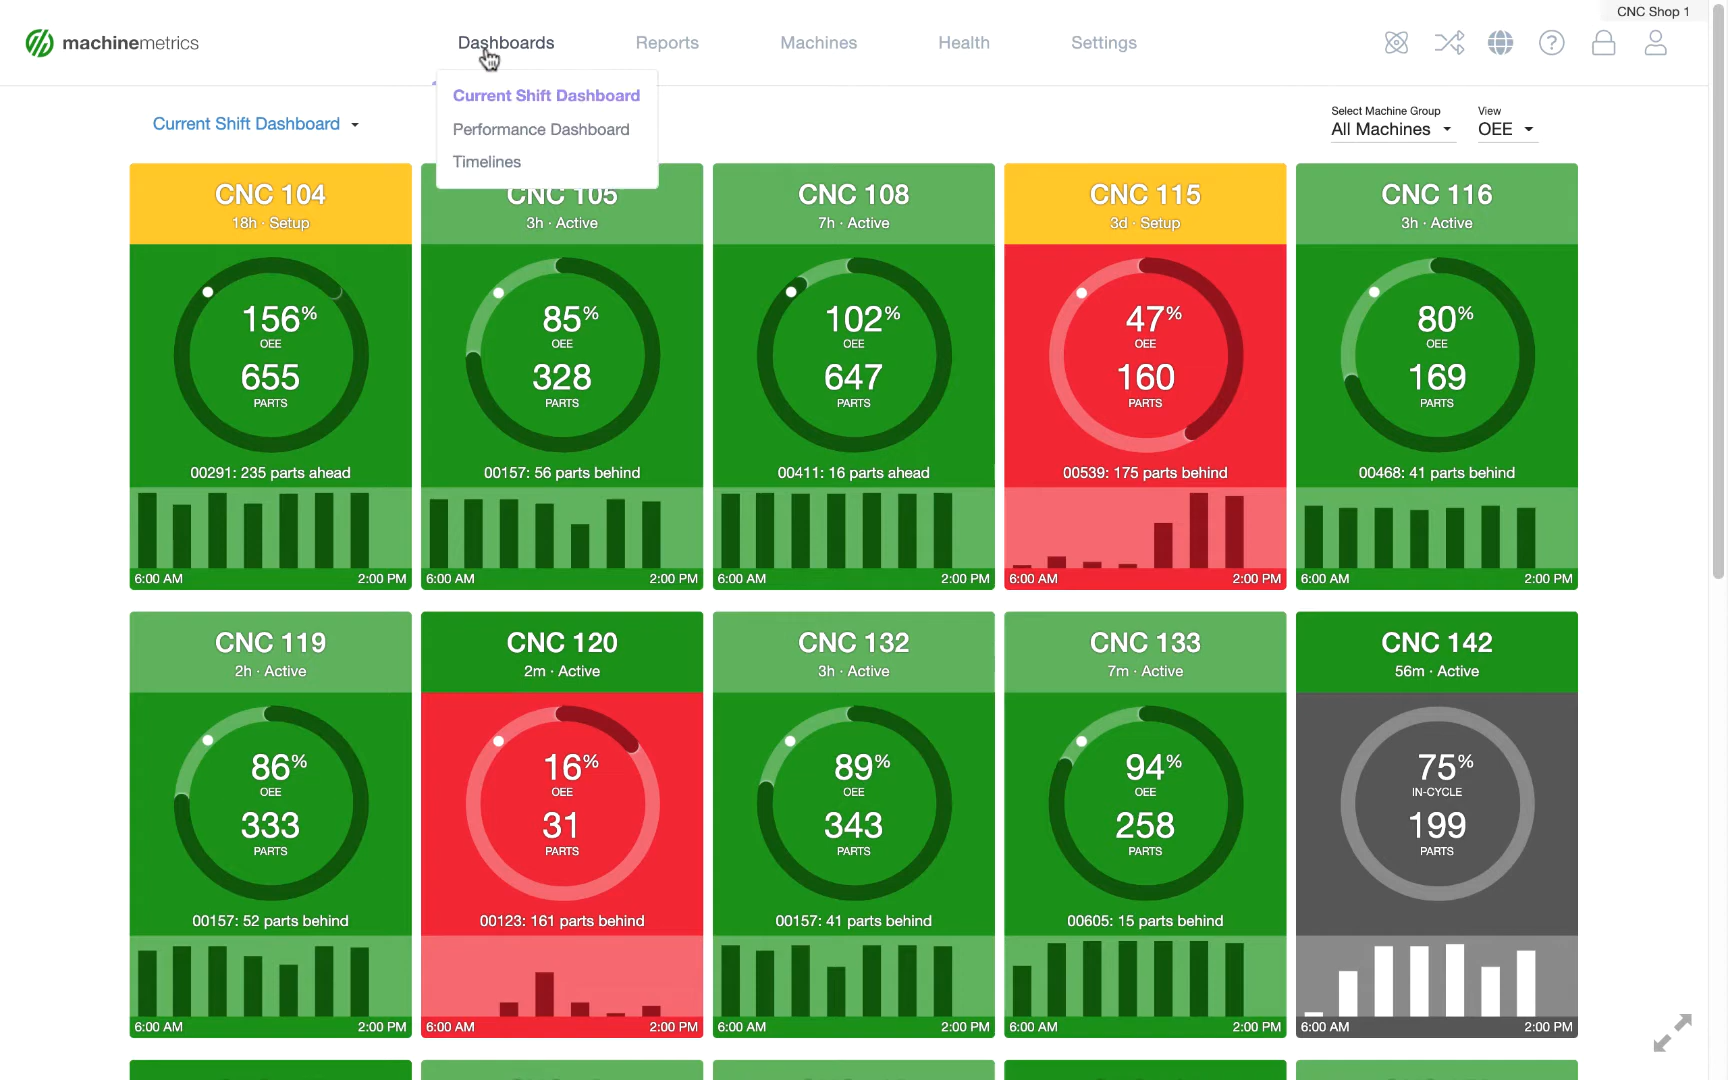 CNC Shop 1
machinemetrics
Dashboards
Reports
Machines
Health
Settings
?
Current Shift Dashboard
Performance Dashboard
Timelines
Current Shift Dashboard
Select Machine Group
All Machines
View
OEE
CNC 104
18h · Setup
156%
OEE
655
PARTS
00291: 235 parts ahead
6:00 AM 2:00 PM
CNC 105
3h · Active
85%
OEE
328
PARTS
00157: 56 parts behind
6:00 AM 2:00 PM
CNC 108
7h · Active
102%
OEE
647
PARTS
00411: 16 parts ahead
6:00 AM 2:00 PM
CNC 115
3d · Setup
47%
OEE
160
PARTS
00539: 175 parts behind
6:00 AM 2:00 PM
CNC 116
3h · Active
80%
OEE
169
PARTS
00468: 41 parts behind
6:00 AM 2:00 PM
CNC 119
2h · Active
86%
OEE
333
PARTS
00157: 52 parts behind
6:00 AM 2:00 PM
CNC 120
2m · Active
16%
OEE
31
PARTS
00123: 161 parts behind
6:00 AM 2:00 PM
CNC 132
3h · Active
89%
OEE
343
PARTS
00157: 41 parts behind
6:00 AM 2:00 PM
CNC 133
7m · Active
94%
OEE
258
PARTS
00605: 15 parts behind
6:00 AM 2:00 PM
CNC 142
56m · Active
75%
IN-CYCLE
199
PARTS
6:00 AM 2:00 PM